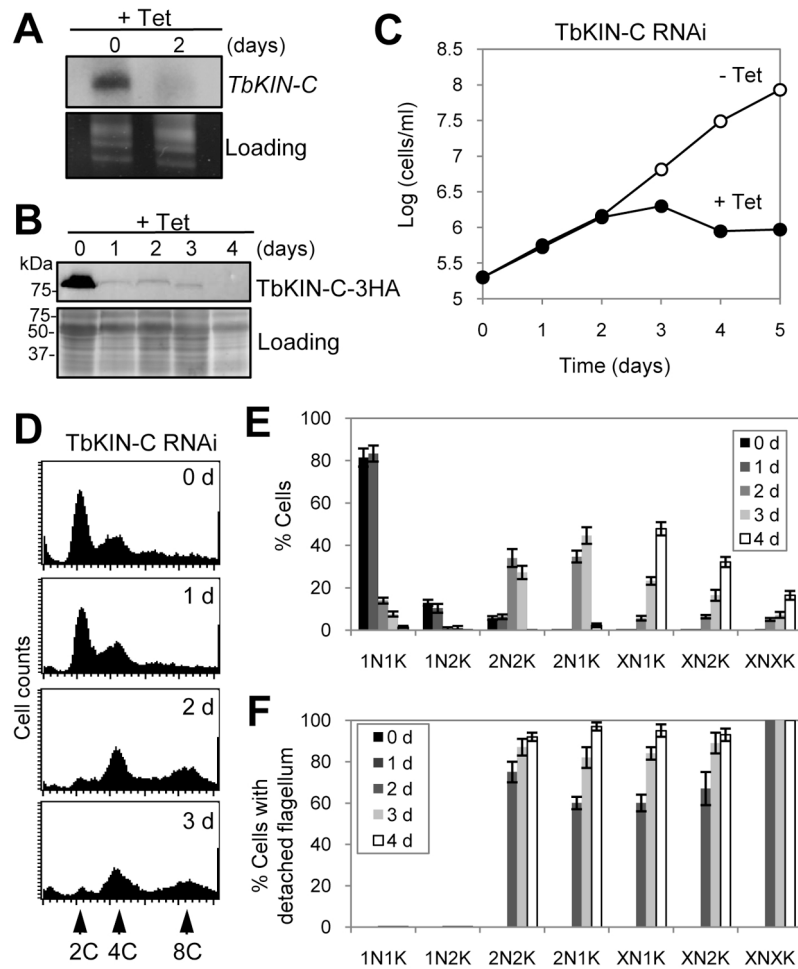 A
+ Tet
0 2 (days)
TbKIN-C
Loading
B
+ Tet
0 1 2 3 4 (days)
kDa
75-
TbKIN-C-3HA
75-
50-
37-
Loading
C
TbKIN-C RNAi
Log (cells/ml)
8.5
8
7.5
7
6.5
6
5.5
5
- Tet
+ Tet
0 1 2 3 4 5
Time (days)
D
TbKIN-C RNAi
Cell counts
0 d
1 d
2 d
3 d
2C 4C 8C
E
% Cells
100
80
60
40
20
0
0 d
1 d
2 d
3 d
4 d
1N1K 1N2K 2N2K 2N1K XN1K XN2K XNXK
F
% Cells with
detached flagellum
100
80
60
40
20
0
0 d
1 d
2 d
3 d
4 d
1N1K 1N2K 2N2K 2N1K XN1K XN2K XNXK